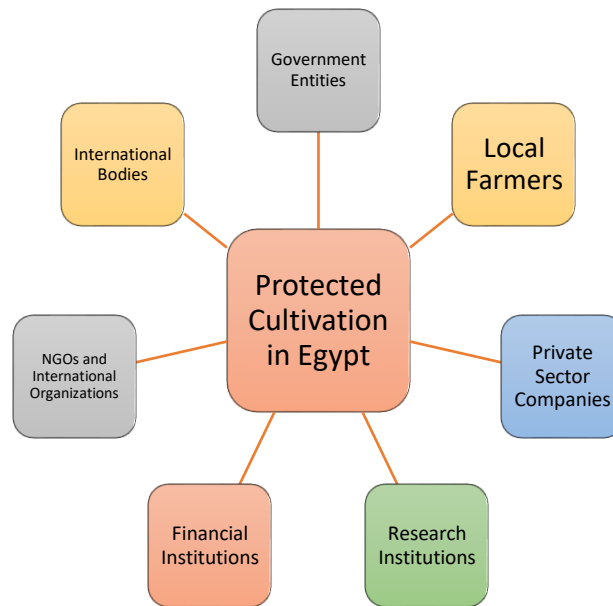 Government
Entities
International
Bodies
Local
Farmers
Protected
Cultivation
in Egypt
NGOs and
International
Organizations
Private
Sector
Companies
Financial
Institutions
Research
Institutions